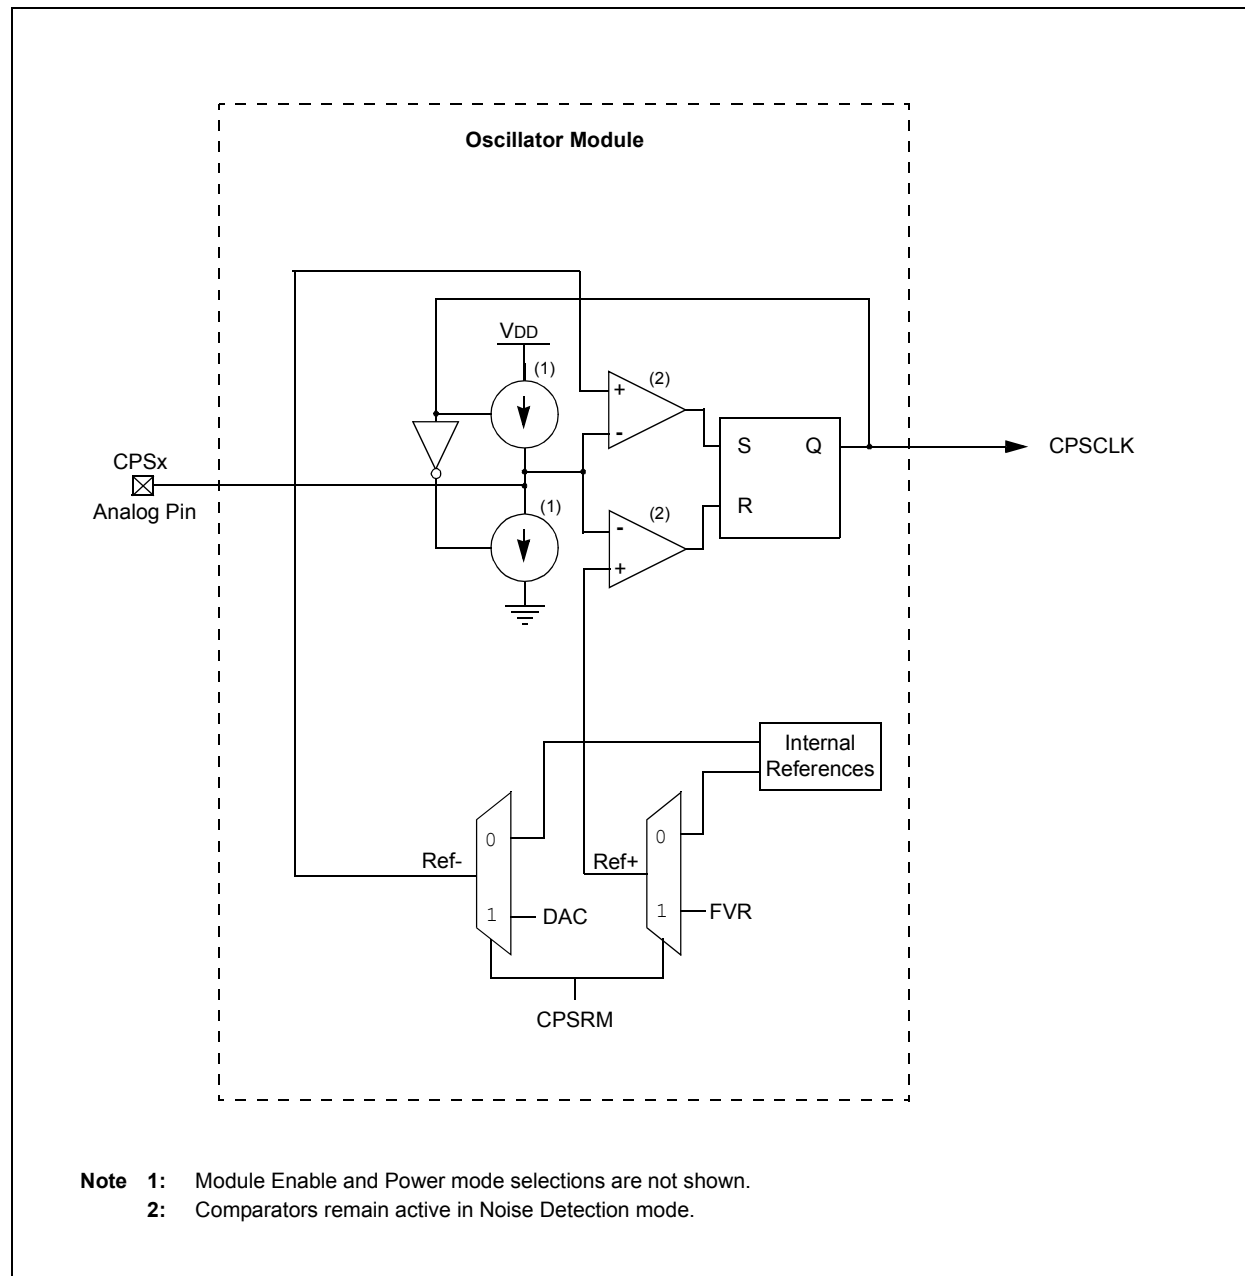 Oscillator Module
VDD
(1)
(2)
+
-
S Q
CPSCLK
CPSx
Analog Pin
R
(1)
(2)
-
+
Internal
References
0
0
Ref-
Ref+
1
DAC
1
FVR
CPSRM
Note 1: Module Enable and Power mode selections are not shown.
2: Comparators remain active in Noise Detection mode.